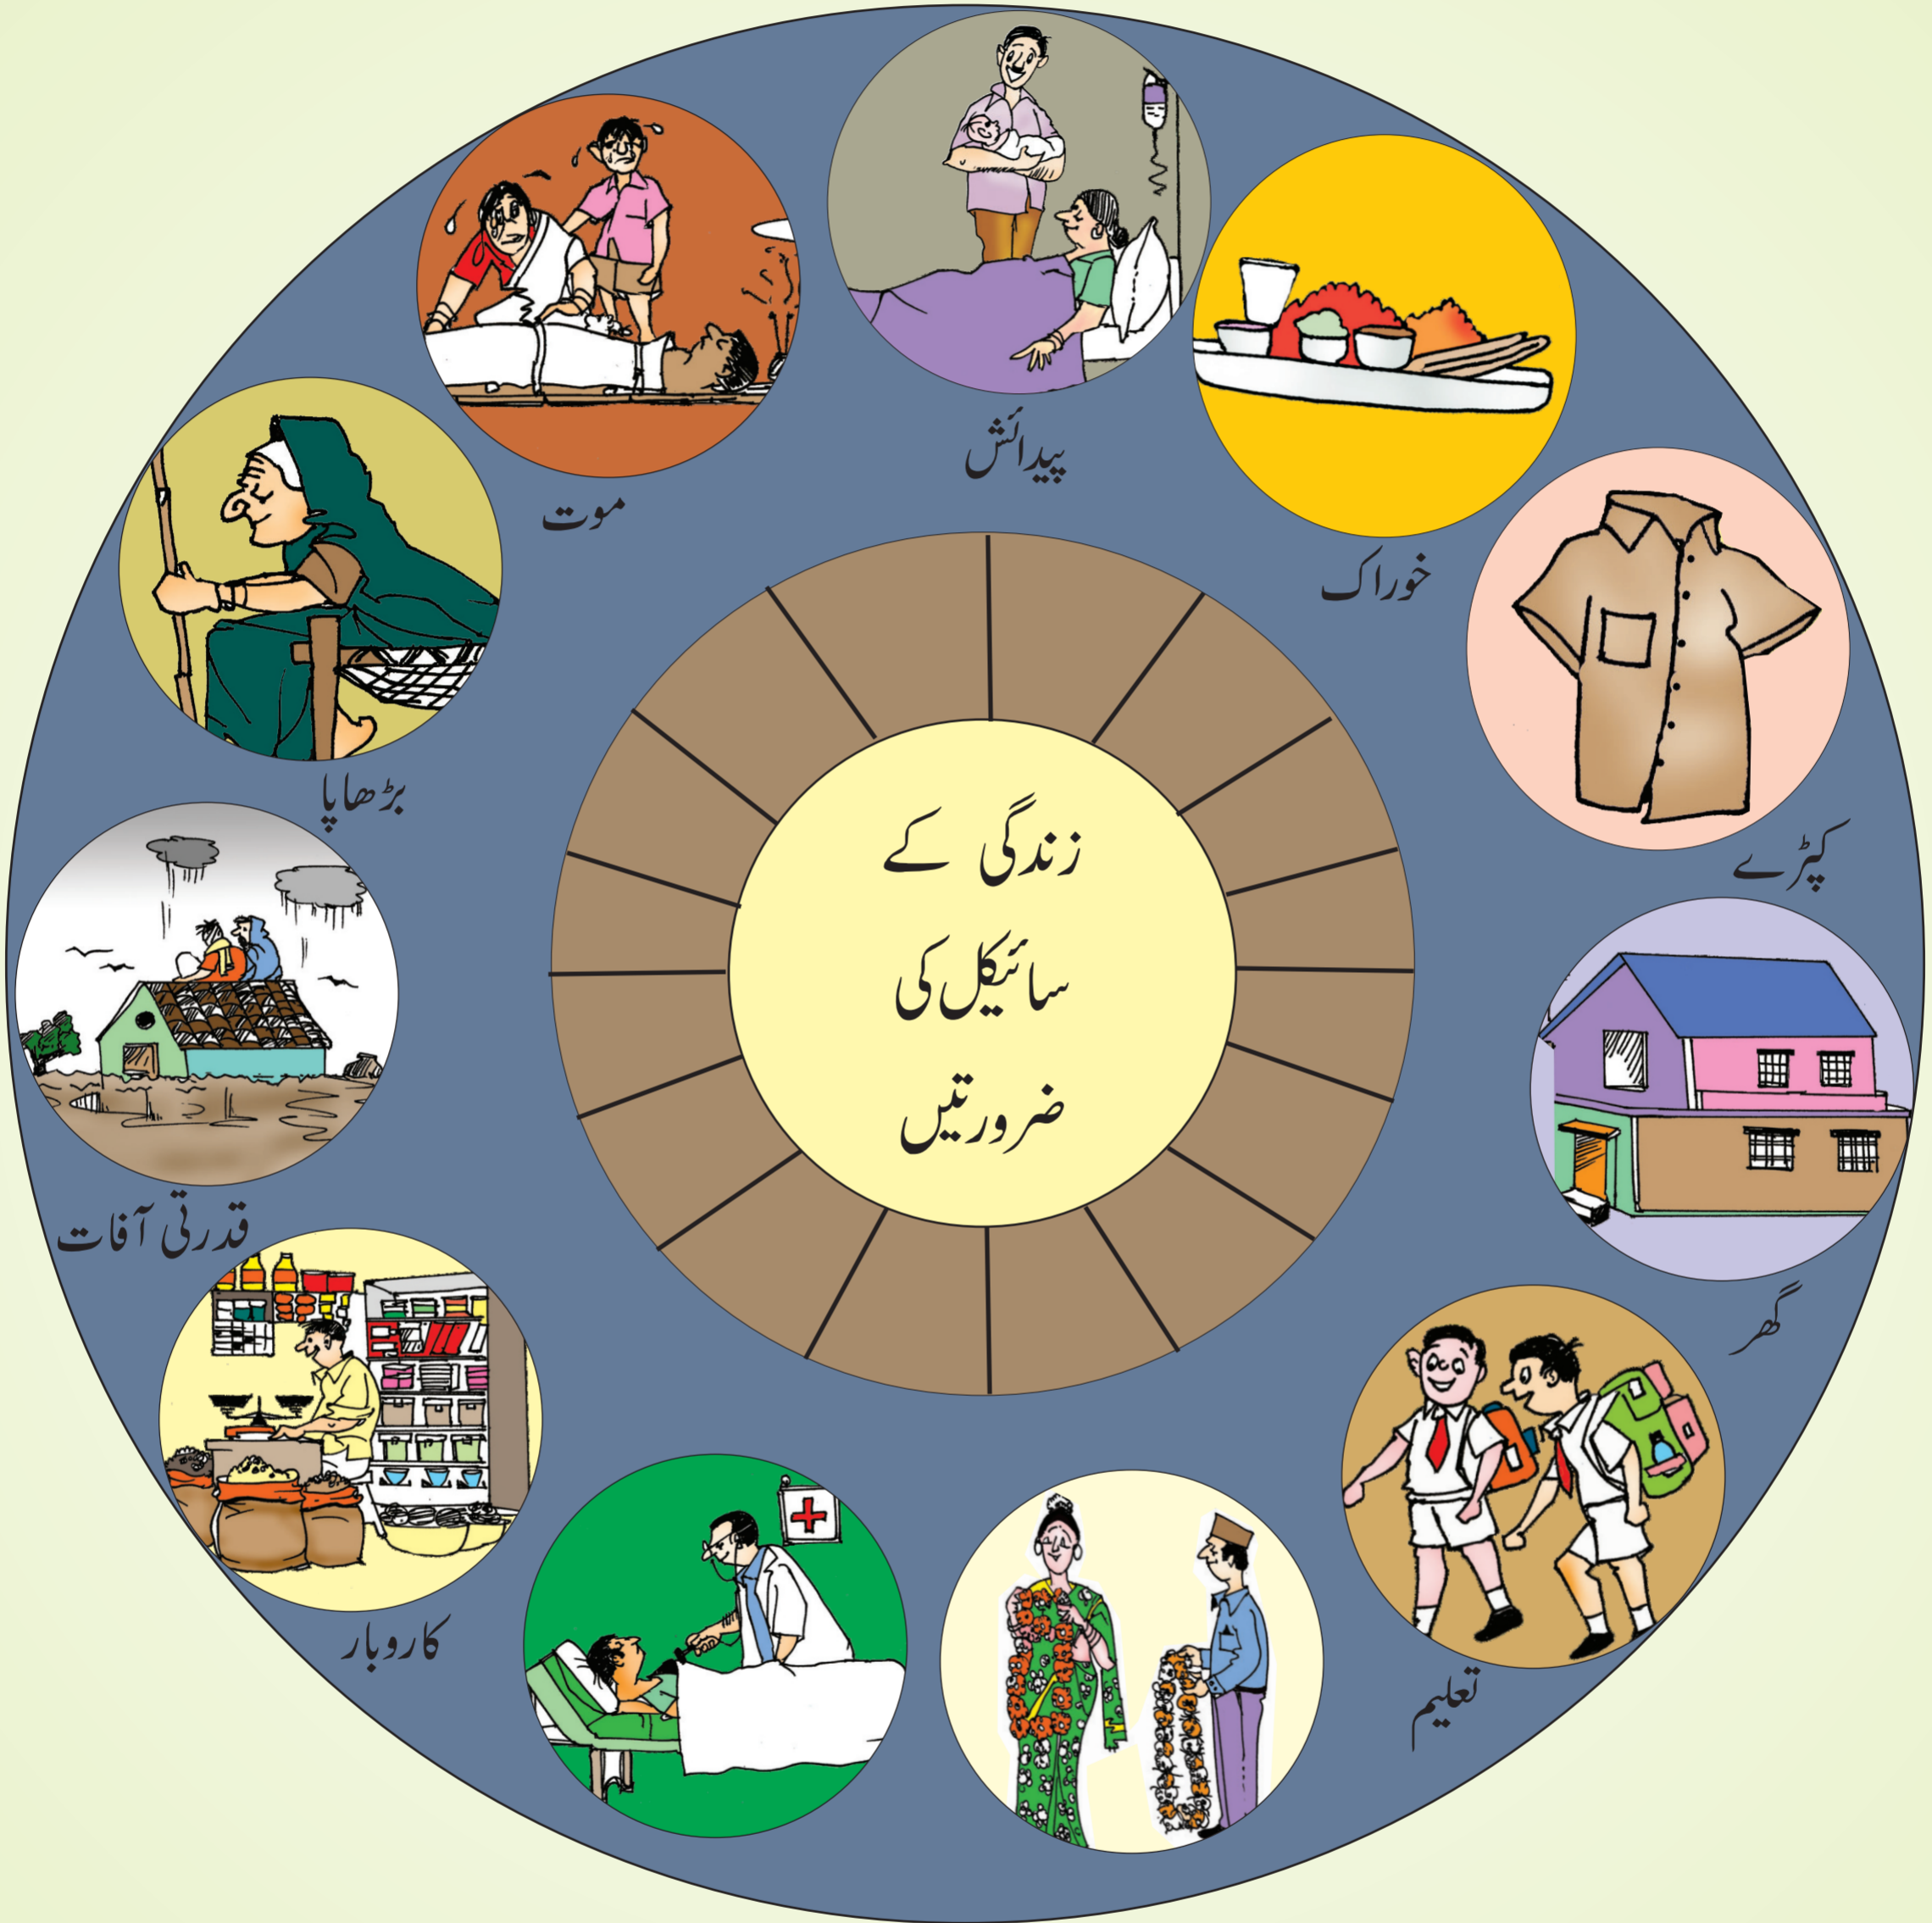 پیدائش
موت
خوراک
بڑھاپا
کپڑے
زندگی کے
سائیکل کی
ضرورتیں
قدرتی آفات
گھر
کاروبار
تعلیم